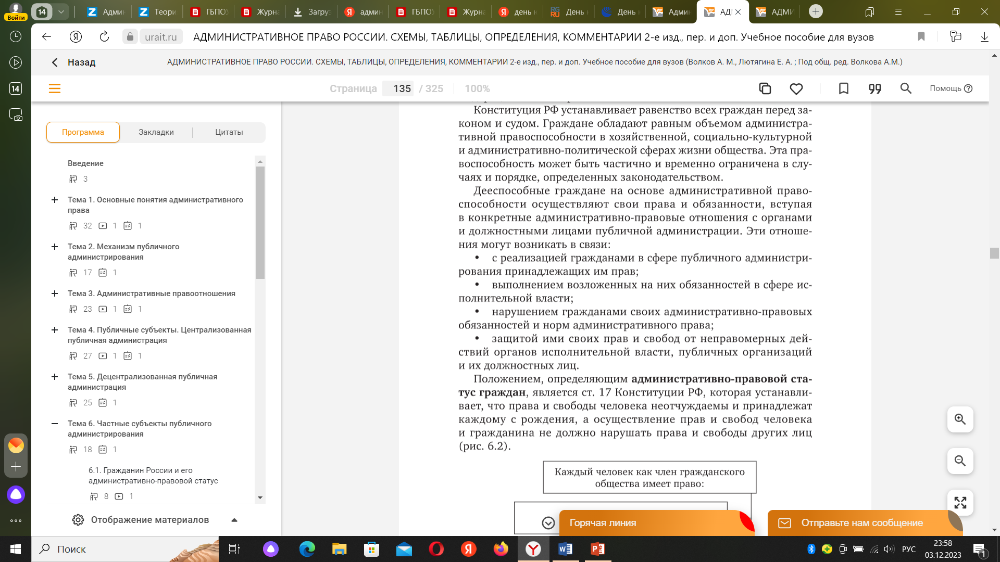 Войти
14
Админ
Теори
ГБПОУ
Журна
Загруз
админ
ГБПОУ
Журна
день н
День н
День н
Админ
АД
АДМИ
urait.ru
АДМИНИСТРАТИВНОЕ ПРАВО РОССИИ. СХЕМЫ, ТАБЛИЦЫ, ОПРЕДЕЛЕНИЯ, КОММЕНТАРИИ 2-е изд., пер. и доп. Учебное пособие для вузов
14
Назад
АДМИНИСТРАТИВНОЕ ПРАВО РОССИИ. СХЕМЫ, ТАБЛИЦЫ, ОПРЕДЕЛЕНИЯ, КОММЕНТАРИИ 2-е изд., пер. и доп. Учебное пособие для вузов (Волков А. М., Лютягина Е. А. ; Под общ. ред. Волкова А.М.)
Страница 135 / 325 100%
Помощь
Программа
Закладки
Цитаты
Введение
3
Тема 1. Основные понятия административного
права
32 1 1
Тема 2. Механизм публичного
администрирования
17 1
Тема 3. Административные правоотношения
23 1 1
Тема 4. Публичные субъекты. Централизованная
публичная администрация
27 1 1
Тема 5. Децентрализованная публичная
администрация
25 1
Тема 6. Частные субъекты публичного
администрирования
18 1
6.1. Гражданин России и его
административно-правовой статус
8 1
Отображение материалов
Конституция РФ устанавливает равенство всех граждан перед за-
коном и судом. Граждане обладают равным объемом администра-
тивной правоспособности в хозяйственной, социально-культурной
и административно-политической сферах жизни общества. Эта пра-
воспособность может быть частично и временно ограничена в слу-
чаях и порядке, определенных законодательством.
Дееспособные граждане на основе административной право-
способности осуществляют свои права и обязанности, вступая
в конкретные административно-правовые отношения с органами
и должностными лицами публичной администрации. Эти отноше-
ния могут возникать в связи:
• с реализацией гражданами в сфере публичного администри-
рования принадлежащих им прав;
• выполнением возложенных на них обязанностей в сфере ис-
полнительной власти;
• нарушением гражданами своих административно-правовых
обязанностей и норм административного права;
• защитой ими своих прав и свобод от неправомерных дей-
ствий органов исполнительной власти, публичных организаций
и их должностных лиц.
Положением, определяющим административно-правовой ста-
тус граждан, является ст. 17 Конституции РФ, которая устанавли-
вает, что права и свободы человека неотчуждаемы и принадлежат
каждому с рождения, а осуществление прав и свобод человека
и гражданина не должно нарушать права и свободы других лиц
(рис. 6.2).
Каждый человек как член гражданского
общества имеет право:
Горячая линия
Отправьте нам сообщение
Поиск
РУС
23:58
03.12.2023
1